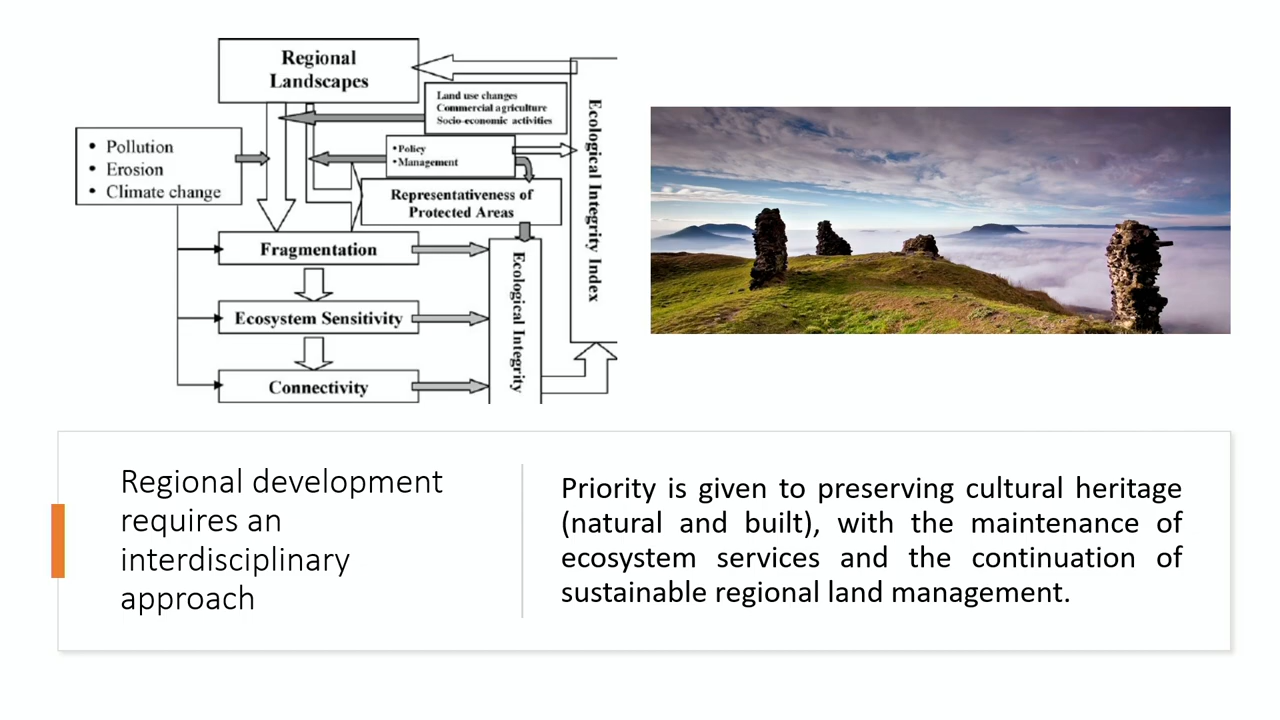 Regional
Landscapes
Land use changes
Commercial agriculture
Socio-economic activities
• Pollution
• Erosion
• Climate change
•Policy
•Management
Representativeness of
Protected Areas
Fragmentation
Ecosystem Sensitivity
Connectivity
Ecological Integrity
Ecological Integrity Index
Regional development
requires an
interdisciplinary
approach
Priority is given to preserving cultural heritage
(natural and built), with the maintenance of
ecosystem services and the continuation of
sustainable regional land management.